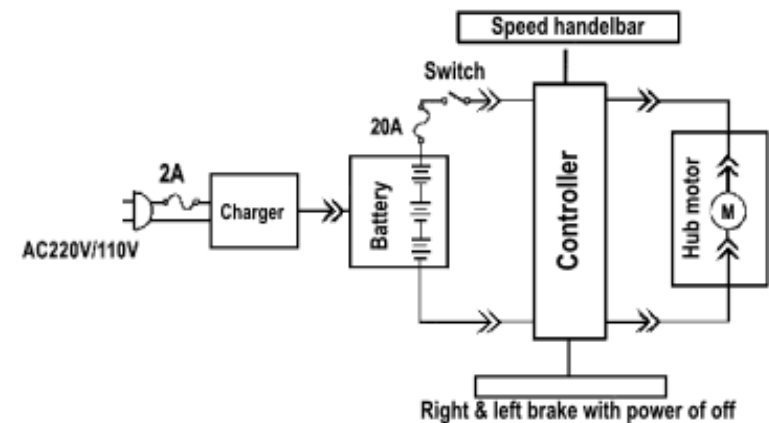 Speed handelbar
Switch
20A
2A
Charger
Battery
Controller
Hub motor
M
AC220V/110V
Right & left brake with power of off